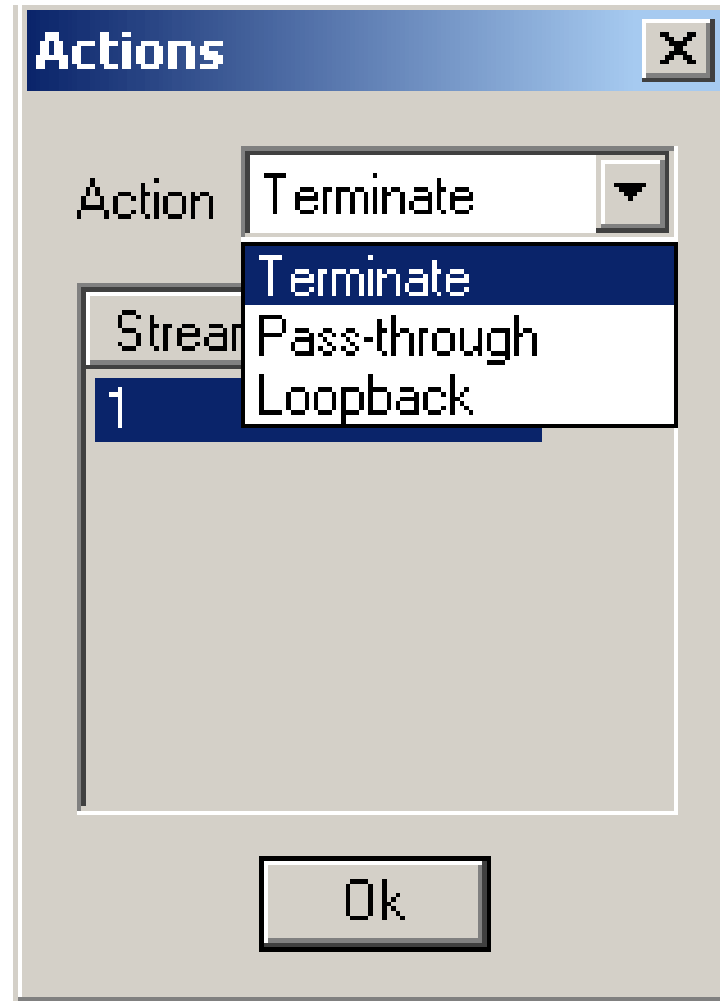 Actions
Action Terminate
Terminate
Pass-through
Loopback
1
Ok